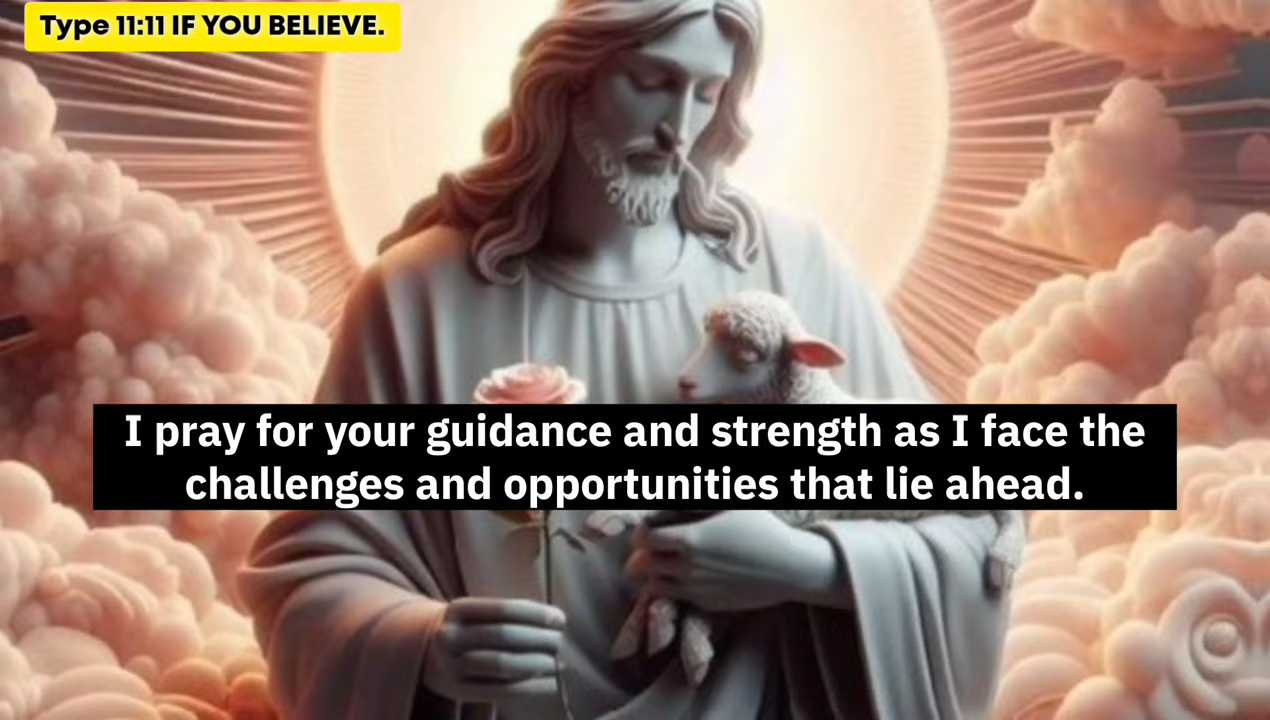 Type 11:11 IF YOU BELIEVE.
I pray for your guidance and strength as I face the
challenges and opportunities that lie ahead.